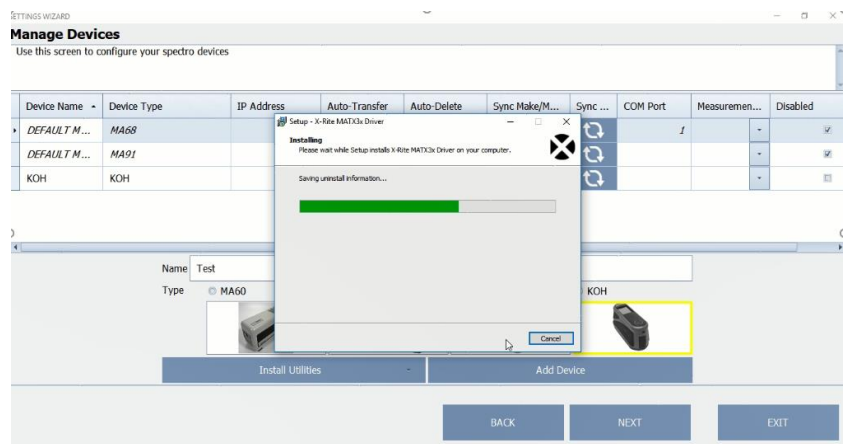 SETTINGS WIZARD
Manage Devices
Use this screen to configure your spectro devices
Device Name Device Type IP Address Auto-Transfer Auto-Delete Sync Make/M... Sync ... COM Port Measuremen... Disabled
DEFAULT M... MA68 1
DEFAULT M... MA91
KOH KOH
Setup - X-Rite MATX3x Driver
Installing
Please wait while Setup installs X-Rite MATX3x Driver on your computer.
Saving uninstall information...
Cancel
Name Test
Type MA60 KOH
Install Utilities Add Device
BACK NEXT EXIT